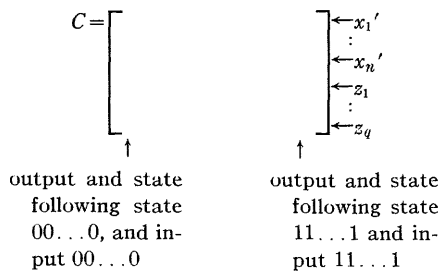 C=
x₁'
:
xₙ'
z₁
:
z_q
output and state
following state
00...0, and in-
put 00...0
output and state
following state
11...1 and in-
put 11...1